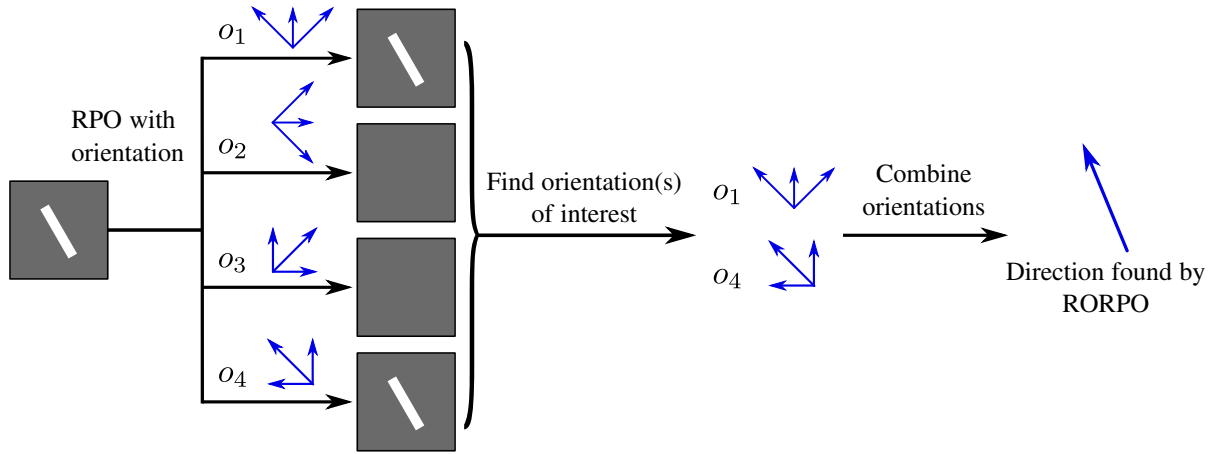 o₁
RPO with
orientation
o₂
o₃
o₄
Find orientation(s)
of interest
o₁
o₄
Combine
orientations
Direction found by
RORPO